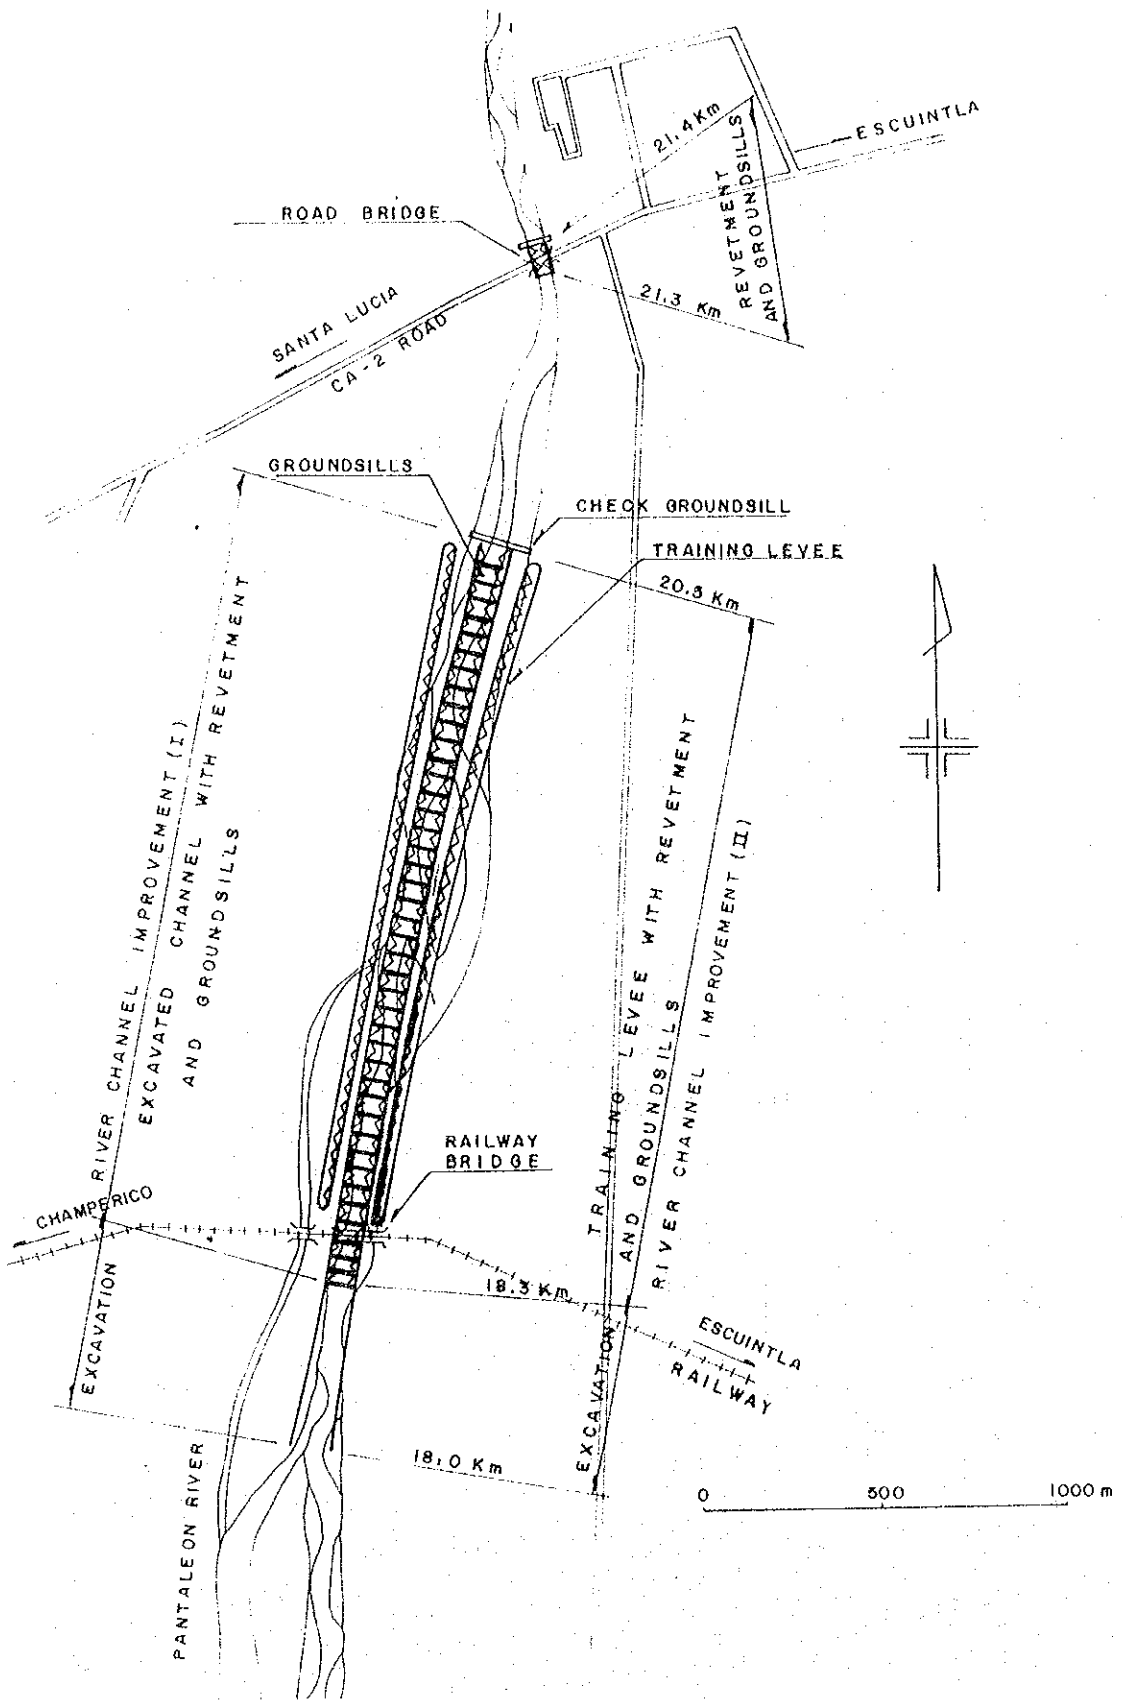 21.4 Km
ESCUINTLA
REVETMENT
AND GROUNDSILLS
ROAD BRIDGE
21.3 Km
SANTA LUCIA
CA-2 ROAD
GROUNDSILLS
CHECK GROUNDSILL
TRAINING LEVEE
20.3 Km
RIVER CHANNEL IMPROVEMENT (I)
EXCAVATED CHANNEL WITH REVETMENT
AND GROUNDSILLS
TRAINING LEVEE WITH REVETMENT
AND GROUNDSILLS
RIVER CHANNEL IMPROVEMENT (II)
RAILWAY
BRIDGE
CHAMPERICO
18.3 Km
EXCAVATION
ESCUINTLA
RAILWAY
EXCAVATION
18.0 Km
PANTALEON RIVER
0 500 1000 m